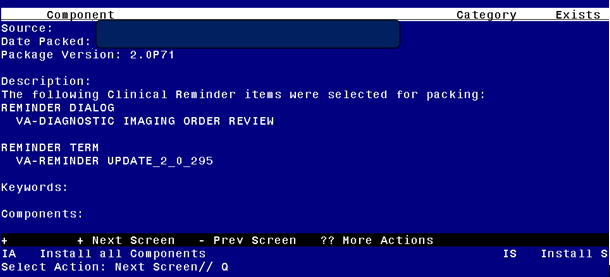 Component Category Exists
Source:
Date Packed:
Package Version: 2.0P71
Description:
The following Clinical Reminder items were selected for packing:
REMINDER DIALOG
VA-DIAGNOSTIC IMAGING ORDER REVIEW
REMINDER TERM
VA-REMINDER UPDATE_2_0_295
Keywords:
Components:
+ + Next Screen - Prev Screen ?? More Actions
IA Install all Components IS Install S
Select Action: Next Screen// Q